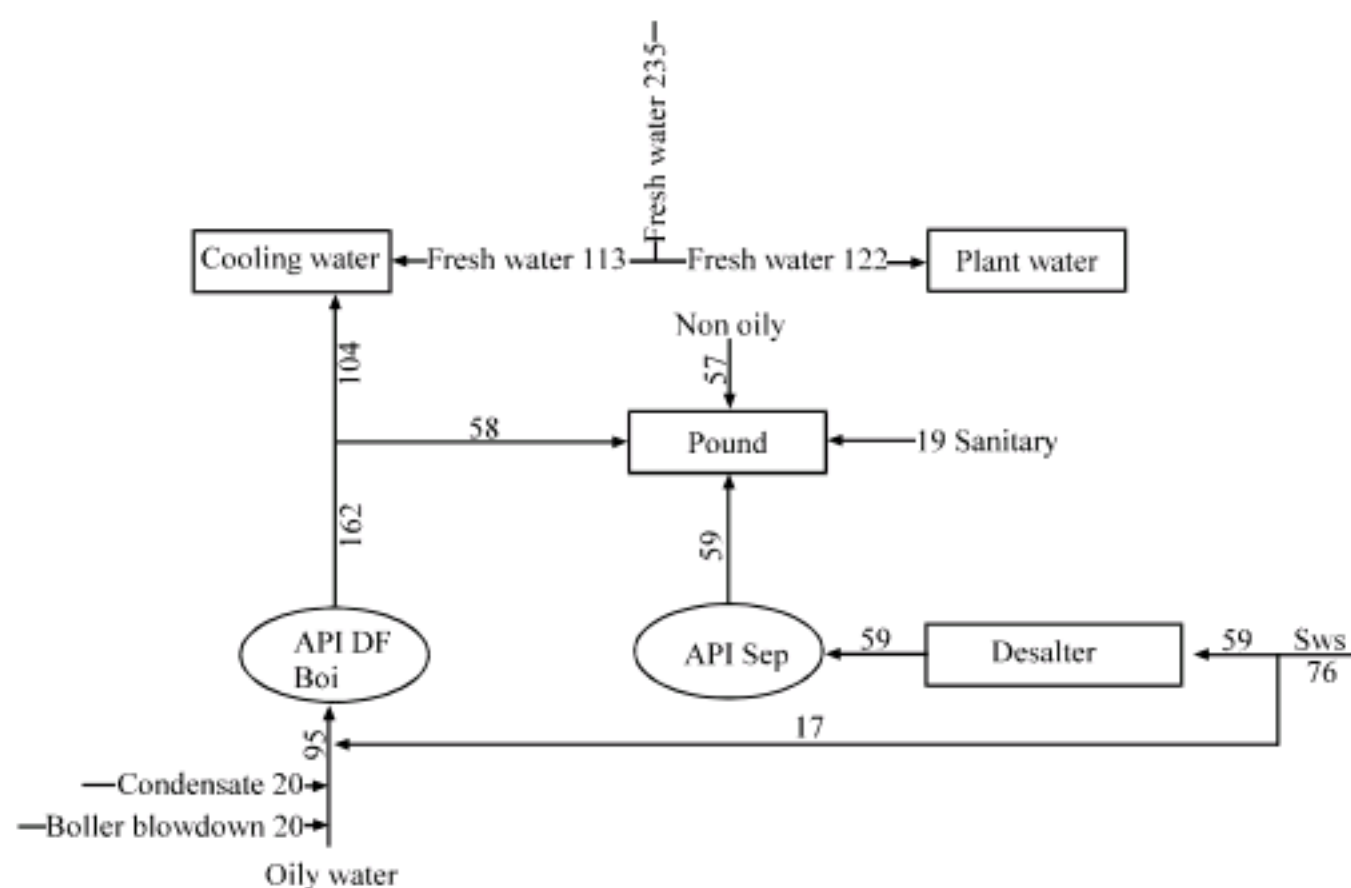 Fresh water 235
Cooling water
Fresh water 113
Fresh water 122
Plant water
Non oily
57
104
58
Pound
19 Sanitary
162
59
API DF
Boi
API Sep
59
Desalter
59
Sws
76
17
95
Condensate 20
Boller blowdown 20
Oily water